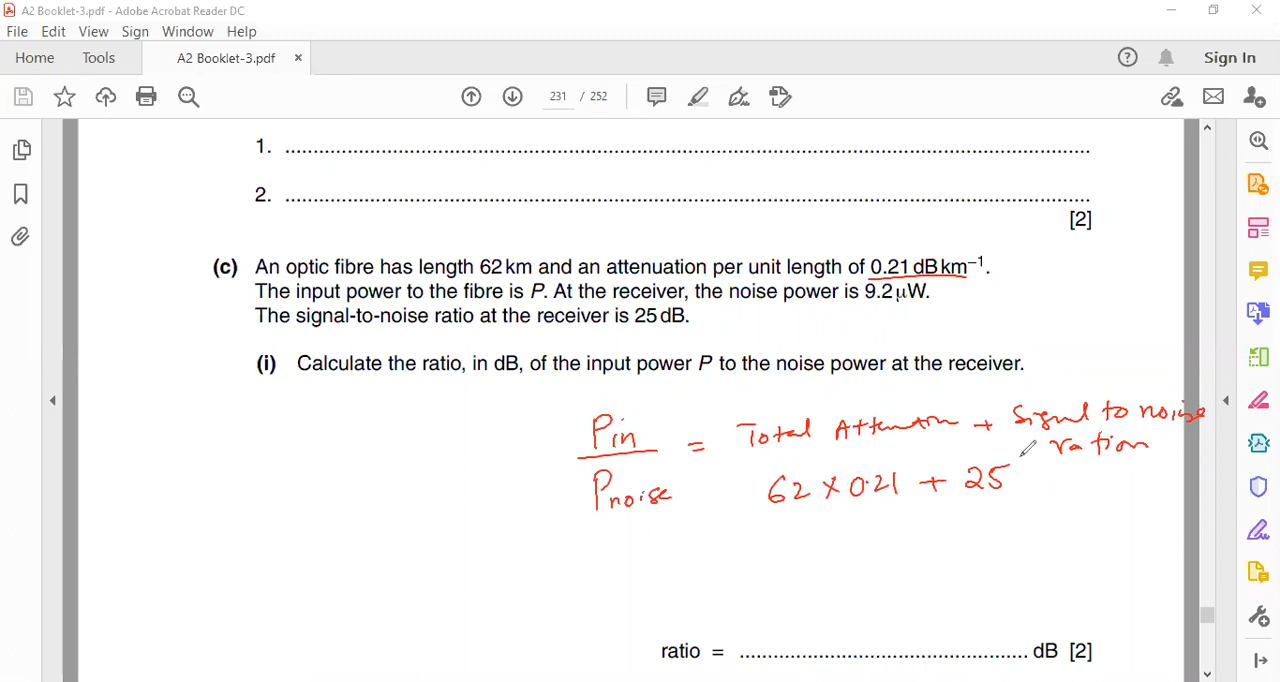 A2 Booklet-3.pdf - Adobe Acrobat Reader DC
File Edit View Sign Window Help
Home Tools A2 Booklet-3.pdf × Sign In
231 / 252
1. ........................................................................
2. ........................................................................
[2]
(c) An optic fibre has length 62 km and an attenuation per unit length of 0.21 dB km⁻¹.
The input power to the fibre is P. At the receiver, the noise power is 9.2 μW.
The signal-to-noise ratio at the receiver is 25 dB.
(i) Calculate the ratio, in dB, of the input power P to the noise power at the receiver.
Pin / Pnoise = Total Attention + Signal to noise
ration
62 × 0.21 + 25
ratio = ........................................ dB [2]